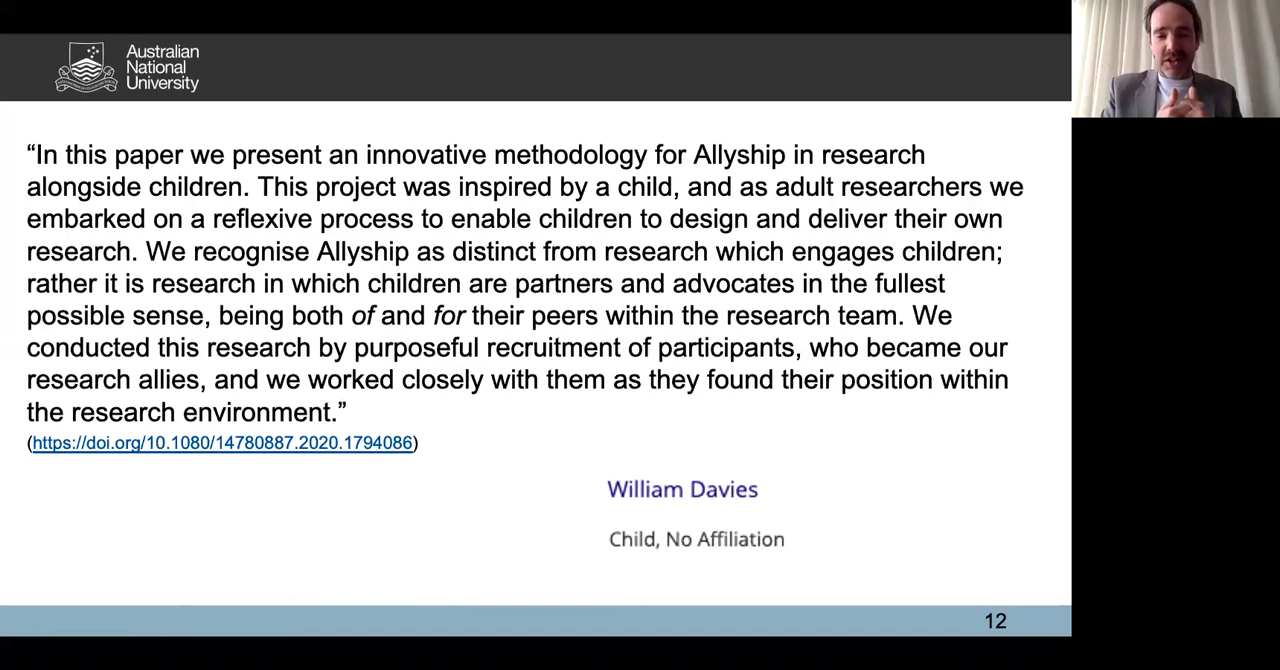 Australian
National
University
“In this paper we present an innovative methodology for Allyship in research
alongside children. This project was inspired by a child, and as adult researchers we
embarked on a reflexive process to enable children to design and deliver their own
research. We recognise Allyship as distinct from research which engages children;
rather it is research in which children are partners and advocates in the fullest
possible sense, being both of and for their peers within the research team. We
conducted this research by purposeful recruitment of participants, who became our
research allies, and we worked closely with them as they found their position within
the research environment.”
(https://doi.org/10.1080/14780887.2020.1794086)
William Davies
Child, No Affiliation
12